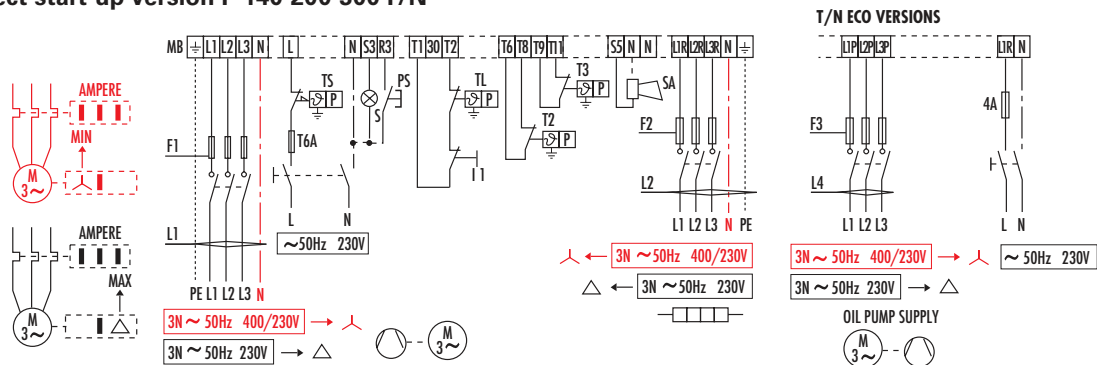 ect start-up version P 140-200-300 P/N
T/N ECO VERSIONS
MB L1 L2 L3 N L N S3 R3 T1 30 T2 T6 T8 T9 T11 S5 N N L1R L2R L3R N
L1P L2P L3P L1R N
AMPERE
MIN
M
3~
F1
TS
P
T6A
S
PS
TL
P
I1
T3
P
T2
P
SA
F2
L2
F3
4A
L4
L1
L N
~50Hz 230V
L1 L2 L3 N PE
L1 L2 L3
L N
AMPERE
MAX
M
3~
PE L1 L2 L3 N
3N ~ 50Hz 400/230V
3N ~ 50Hz 230V
M
3~
3N ~ 50Hz 400/230V
3N ~ 50Hz 230V
3N ~ 50Hz 400/230V
~ 50Hz 230V
3N ~ 50Hz 230V
OIL PUMP SUPPLY
M
3~